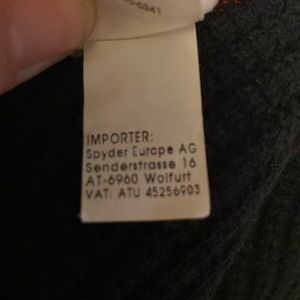 IMPORTER:
Spyder Europe AG
Senderstrasse 16
AT-6960 Wolfurt
VAT: ATU 45256903